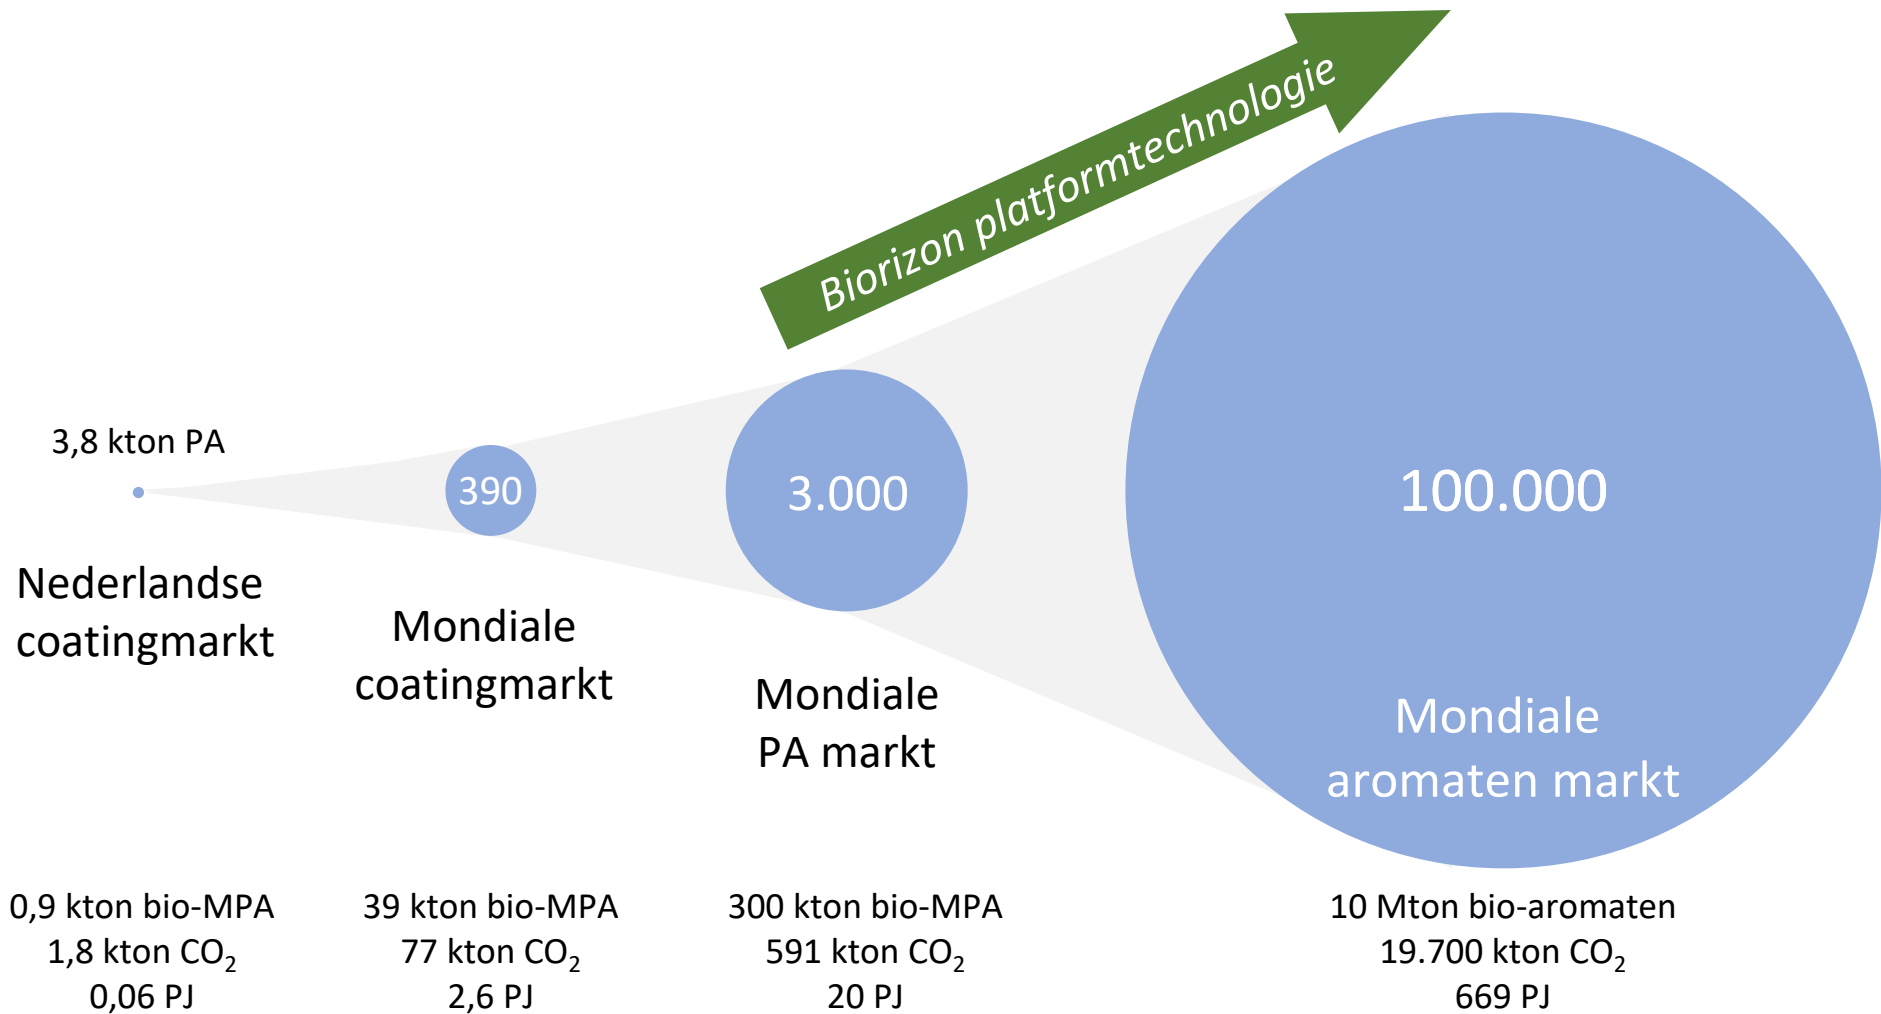 Biorizon platformtechnologie
3,8 kton PA
390
3.000
100.000
Nederlandse
coatingmarkt
Mondiale
coatingmarkt
Mondiale
PA markt
Mondiale
aromaten markt
0,9 kton bio-MPA
1,8 kton CO₂
0,06 PJ
39 kton bio-MPA
77 kton CO₂
2,6 PJ
300 kton bio-MPA
591 kton CO₂
20 PJ
10 Mton bio-aromaten
19.700 kton CO₂
669 PJ